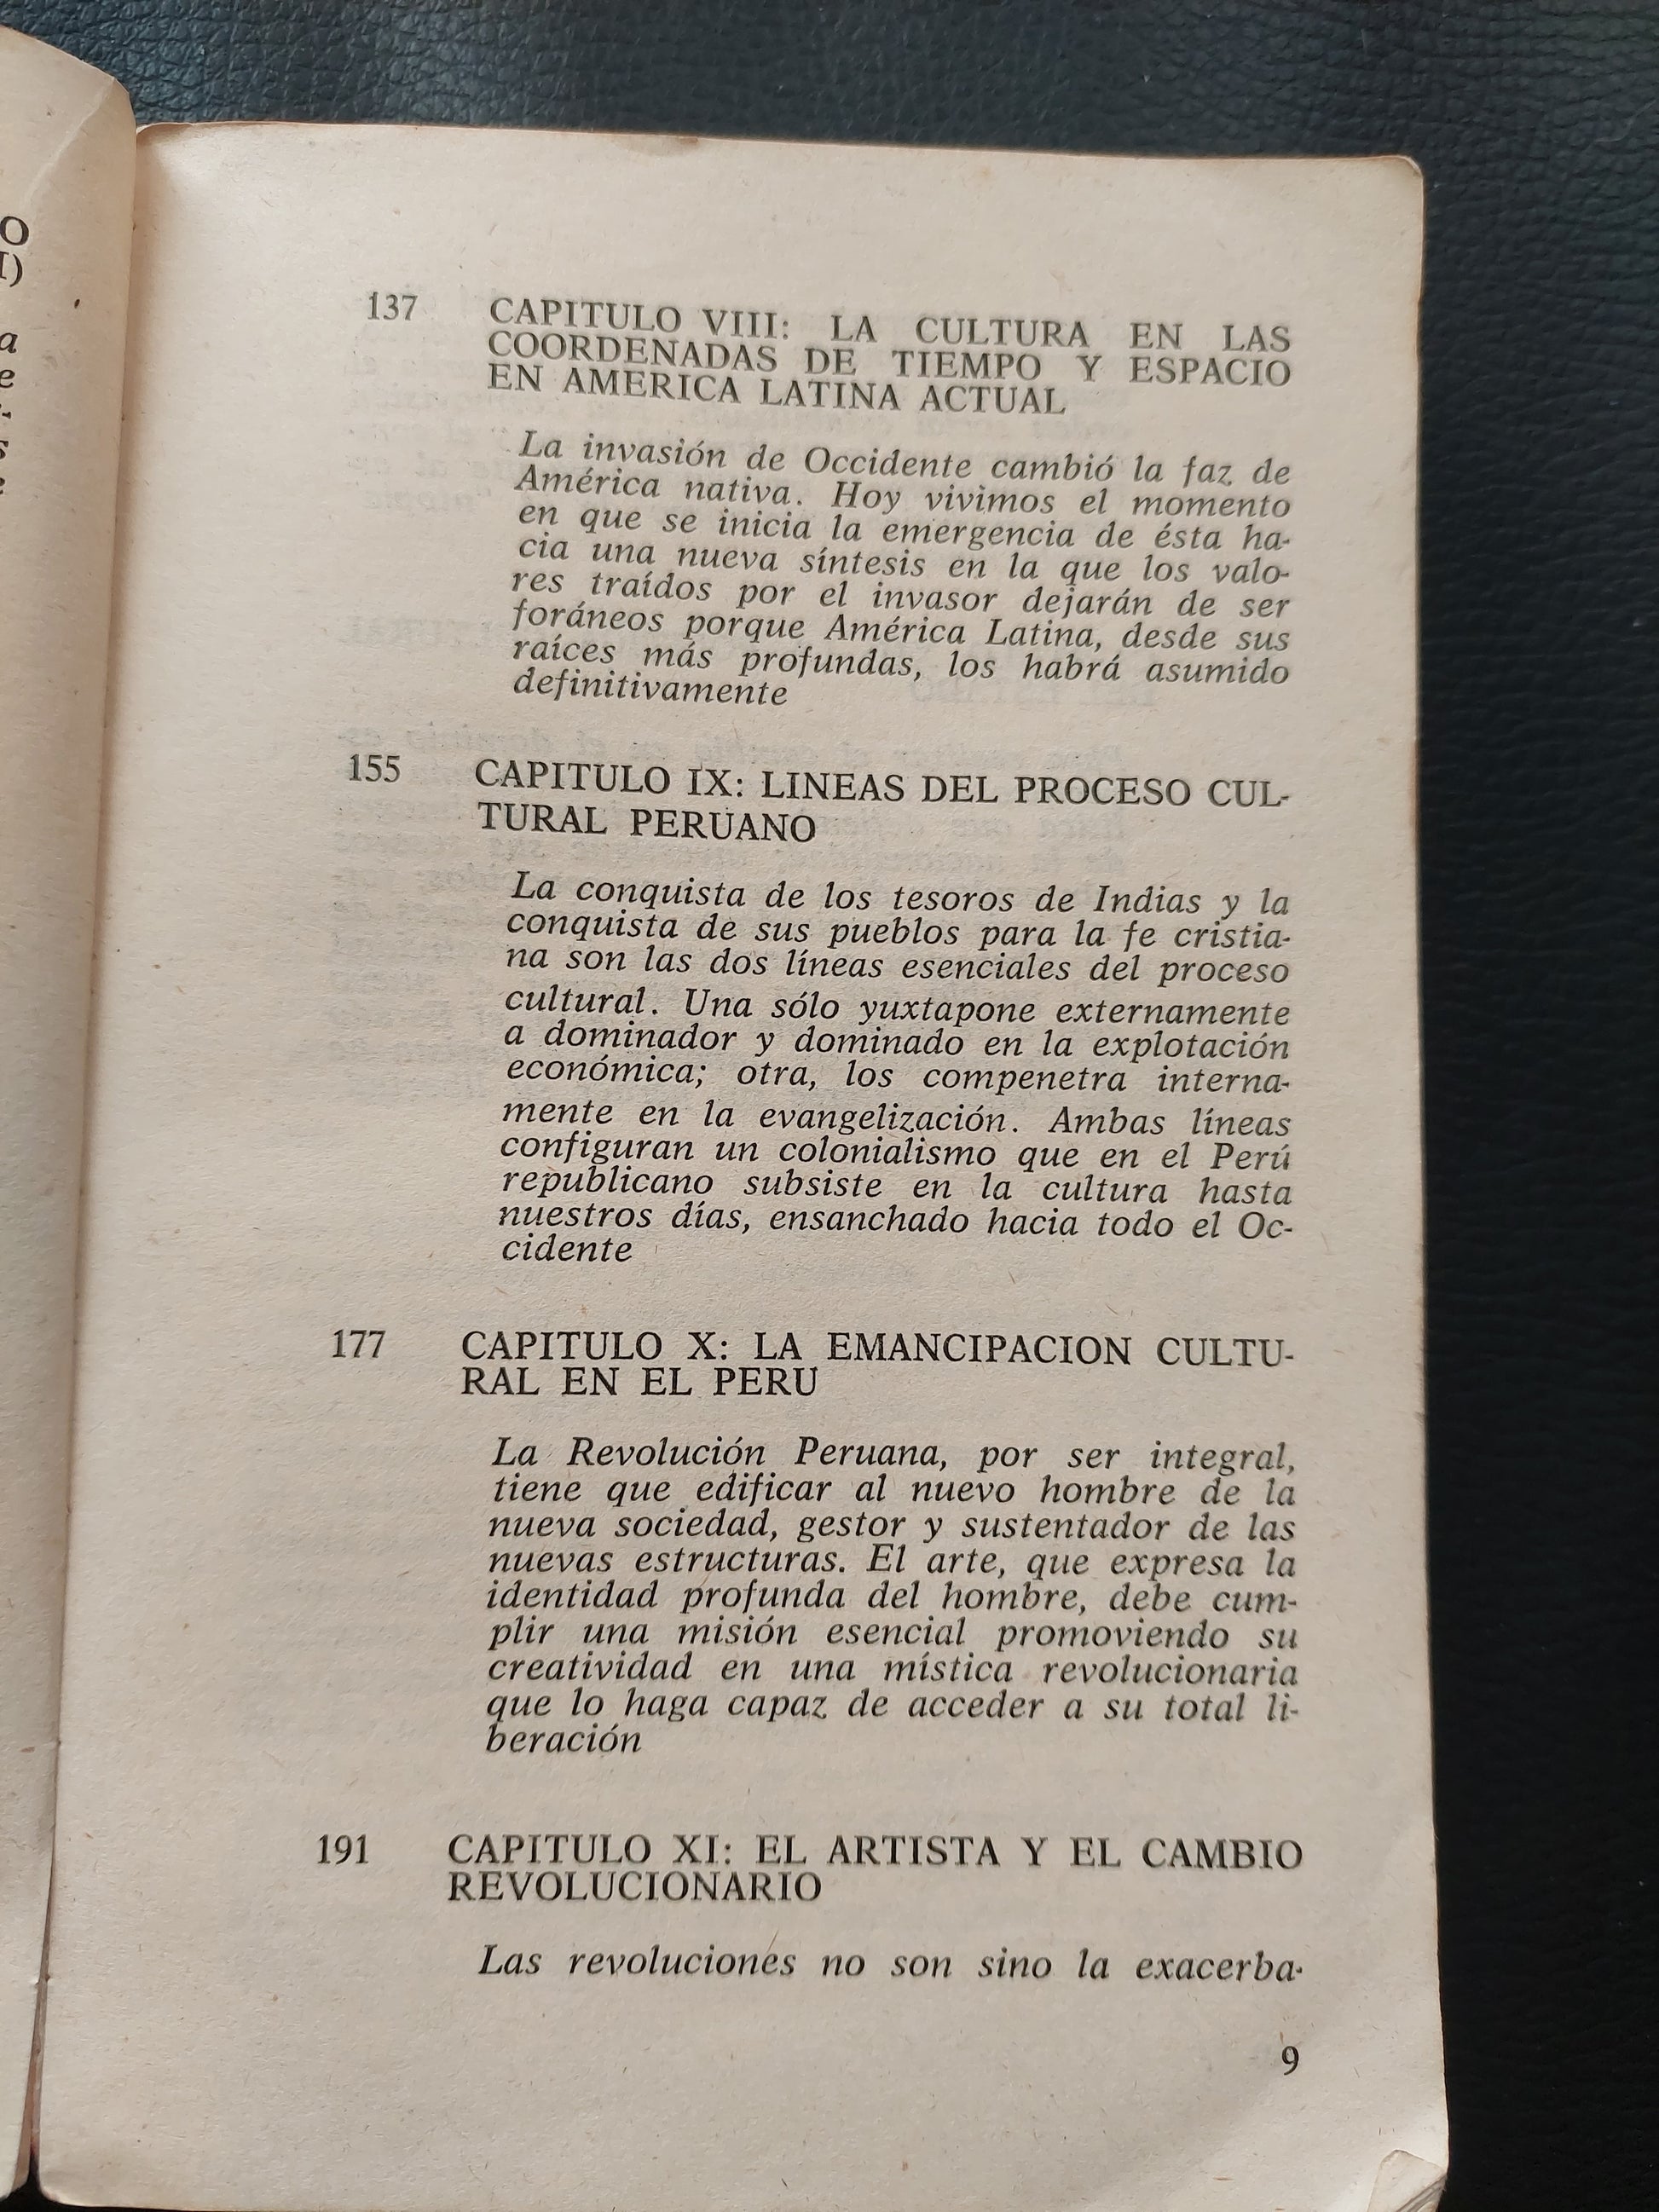 O
I)
a
e
s
e
137 CAPITULO VIII: LA CULTURA EN LAS
COORDENADAS DE TIEMPO Y ESPACIO
EN AMERICA LATINA ACTUAL
La invasión de Occidente cambió la faz de
América nativa. Hoy vivimos el momento
en que se inicia la emergencia de ésta ha-
cia una nueva síntesis en la que los valo-
res traídos por el invasor dejarán de ser
foráneos porque América Latina, desde sus
raíces más profundas, los habrá asumido
definitivamente
155 CAPITULO IX: LINEAS DEL PROCESO CUL-
TURAL PERUANO
La conquista de los tesoros de Indias y la
conquista de sus pueblos para la fe cristia-
na son las dos líneas esenciales del proceso
cultural. Una sólo yuxtapone externamente
a dominador y dominado en la explotación
económica; otra, los compenetra interna-
mente en la evangelización. Ambas líneas
configuran un colonialismo que en el Perú
republicano subsiste en la cultura hasta
nuestros días, ensanchado hacia todo el Oc-
cidente
177 CAPITULO X: LA EMANCIPACION CULTU-
RAL EN EL PERU
La Revolución Peruana, por ser integral,
tiene que edificar al nuevo hombre de la
nueva sociedad, gestor y sustentador de las
nuevas estructuras. El arte, que expresa la
identidad profunda del hombre, debe cum-
plir una misión esencial promoviendo su
creatividad en una mística revolucionaria
que lo haga capaz de acceder a su total li-
beración
191 CAPITULO XI: EL ARTISTA Y EL CAMBIO
REVOLUCIONARIO
Las revoluciones no son sino la exacerba-
9